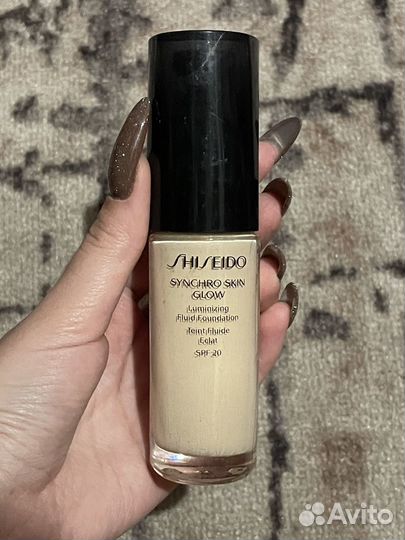 SHISEIDO
SYNCHRO SKIN
GLOW
Luminizing
Fluid Foundation
Teint Fluide
Éclat
SPF 20
Avito